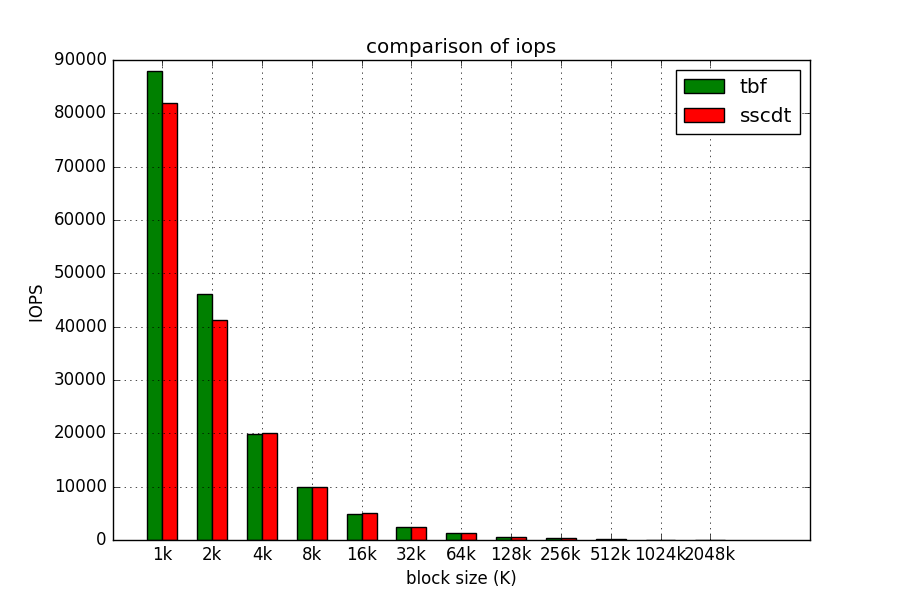 comparison of iops
90000
80000
70000
60000
50000
40000
30000
20000
10000
0
IOPS
tbf
sscdt
1k 2k 4k 8k 16k 32k 64k 128k 256k 512k 1024k 2048k
block size (K)